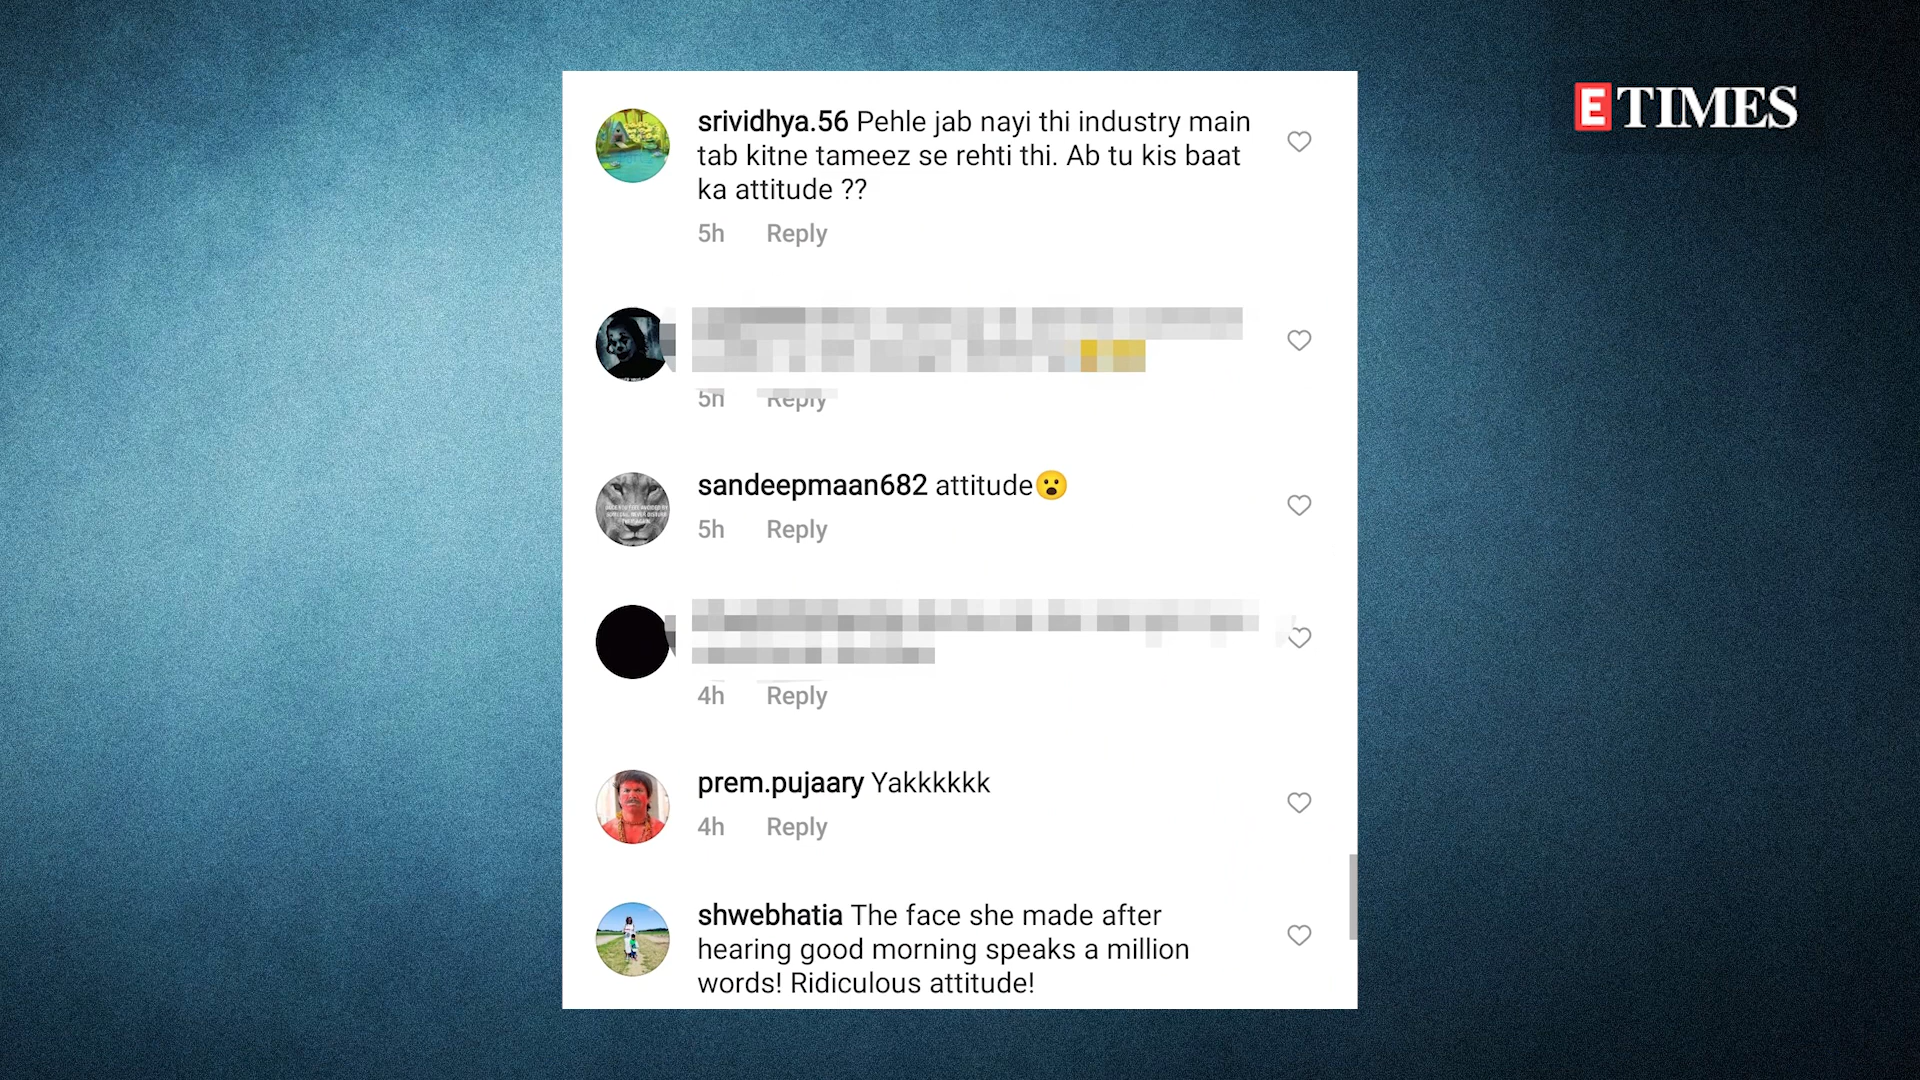 ETIMES
srividhya.56 Pehle jab nayi thi industry main
tab kitne tameez se rehti thi. Ab tu kis baat
ka attitude ??
5h Reply
5h Reply
sandeepmaan682 attitude😮
5h Reply
4h Reply
prem.pujaary Yakkkkkk
4h Reply
shwebhatia The face she made after
hearing good morning speaks a million
words! Ridiculous attitude!